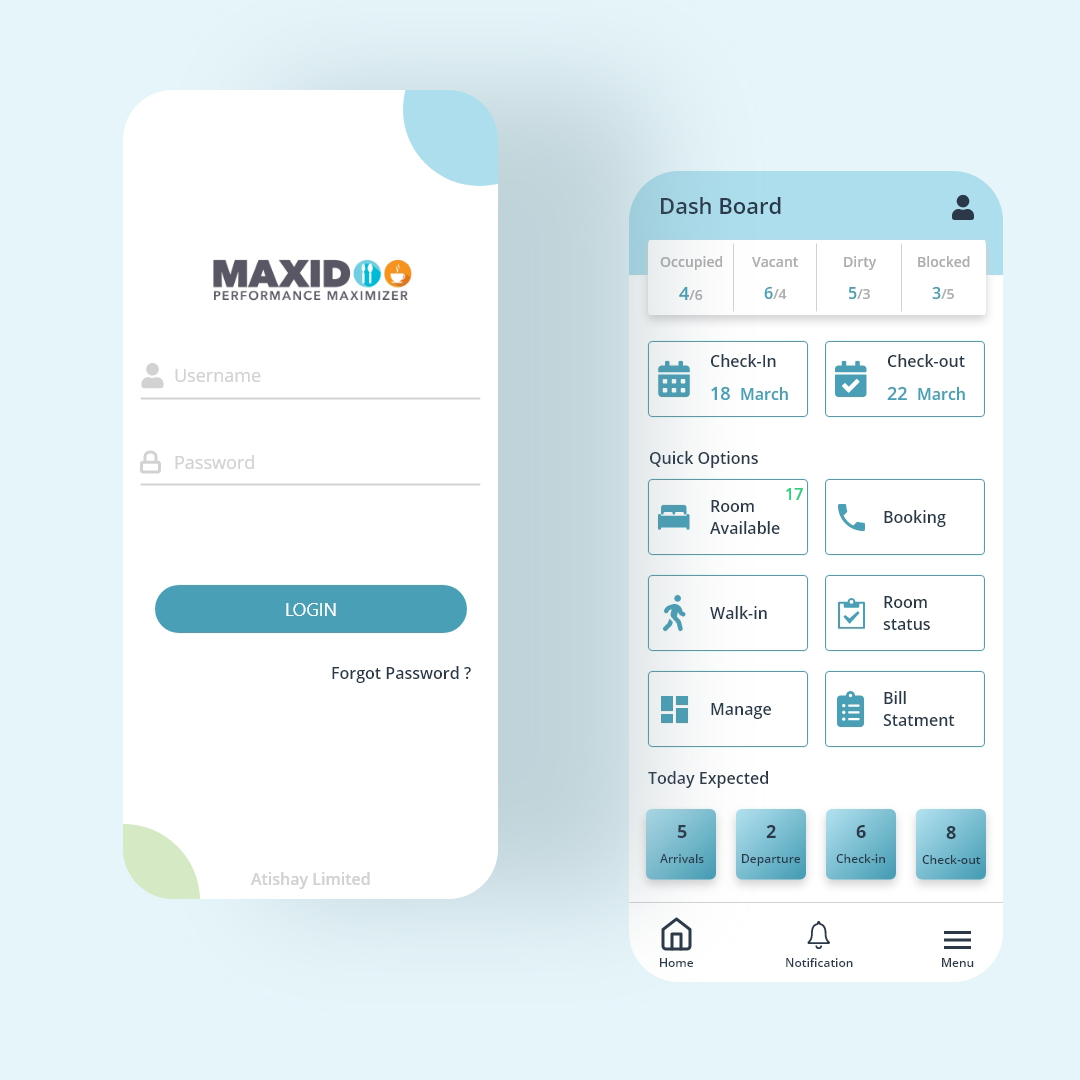 MAXID
PERFORMANCE MAXIMIZER
Username
Password
LOGIN
Forgot Password ?
Atishay Limited
Dash Board
Occupied Vacant Dirty Blocked
4/6 6/4 5/3 3/5
Check-In
18 March
Check-out
22 March
Quick Options
17
Room
Available
Booking
Walk-in
Room
status
Manage
Bill
Statment
Today Expected
5 2 6 8
Arrivals Departure Check-in Check-out
Home Notification Menu